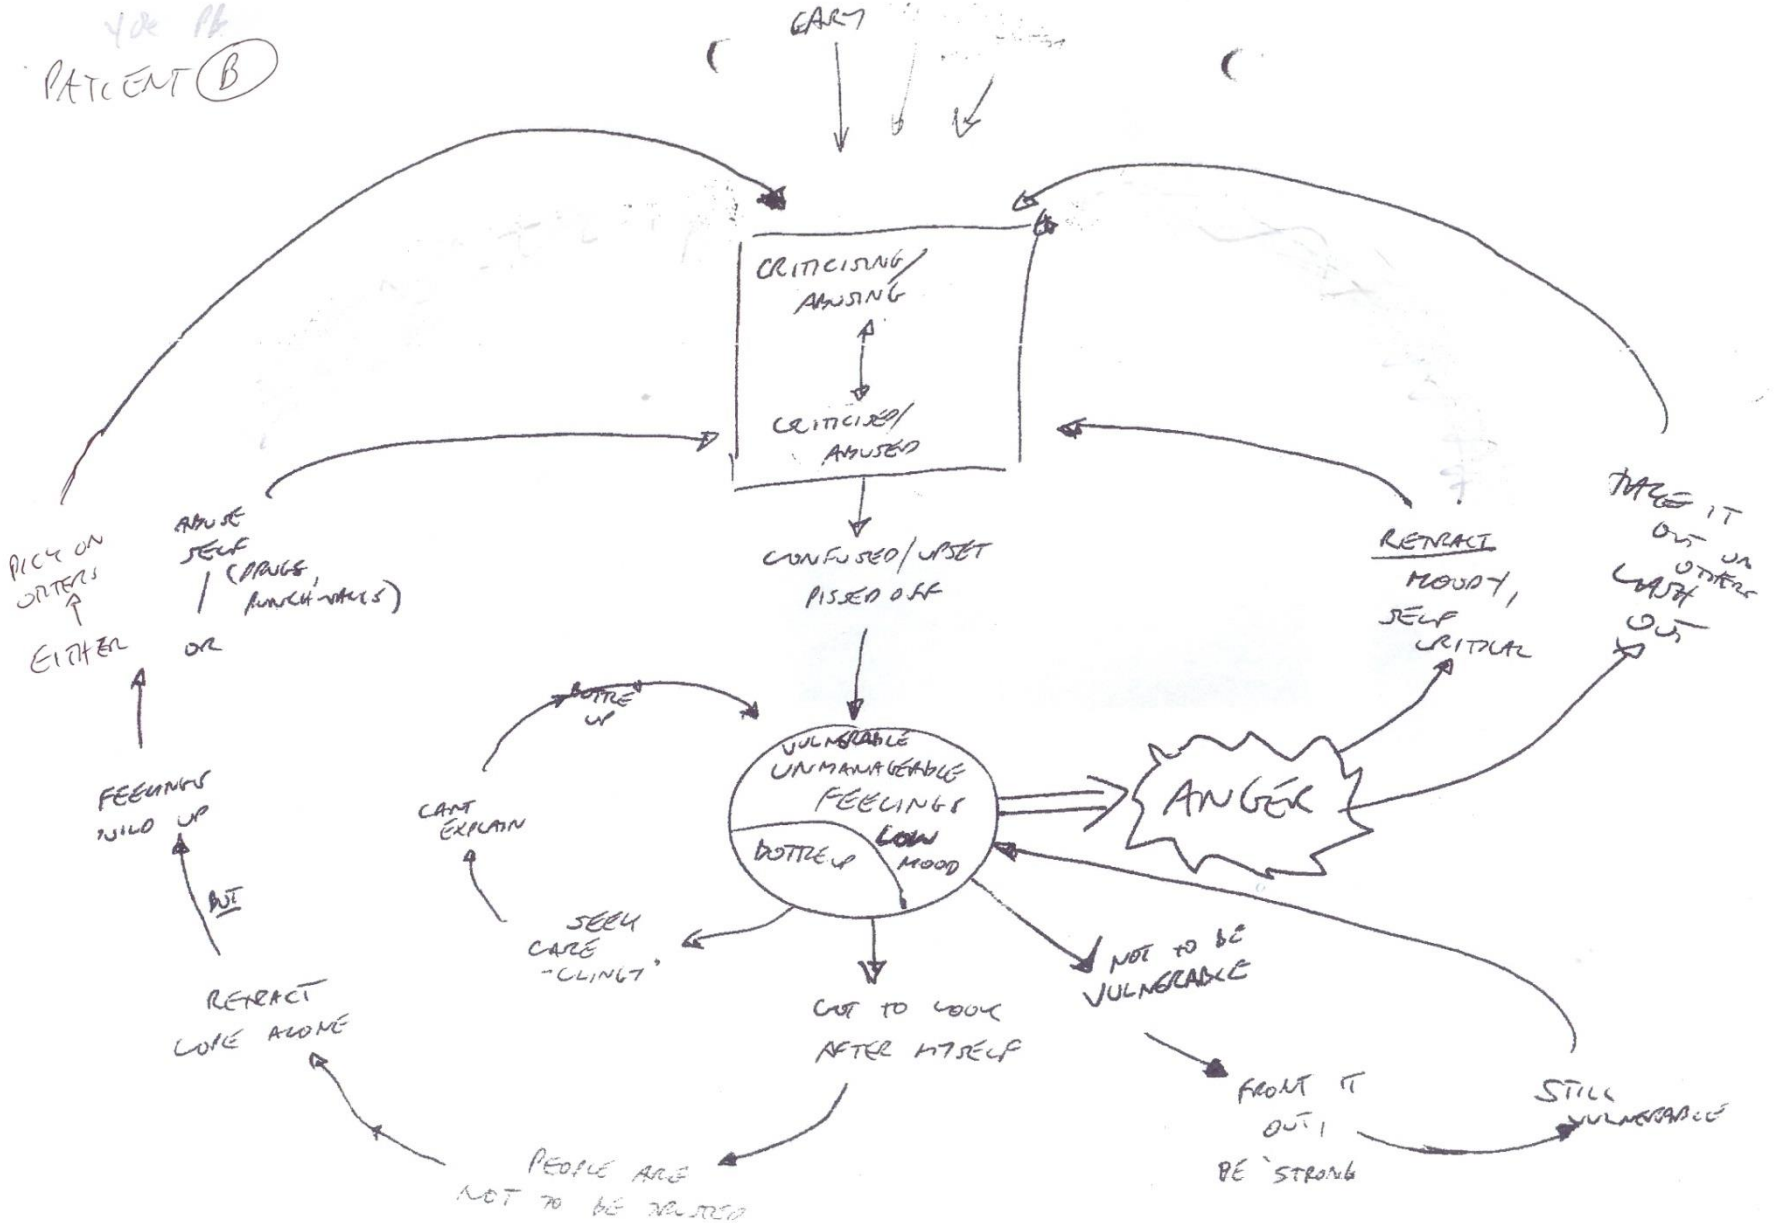 PATIENT B
GARY
CRITICISING/
ABUSING
CRITICISED/
ABUSED
CONFUSED/UPSET
PISSED OFF
PICK ON
OTHERS
EITHER
ABUSE
SELF
(DRUGS,
PUNCH WALLS)
OR
FEELINGS
BUILD UP
BUT
RETRACT
COPE ALONE
PEOPLE ARE
NOT TO BE TRUSTED
GOT TO LOOK
AFTER MYSELF
SEEK
CARE
"CLINGY"
CANT
EXPLAIN
BOTTLE
UP
VULNERABLE
UNMANAGEABLE
FEELINGS
LOW
MOOD
BOTTLE UP
ANGER
RETRACT
MOODY,
SELF
CRITICAL
TAKE IT
OUT ON
OTHERS
LASH
OUT
NOT TO BE
VULNERABLE
FRONT IT
OUT,
BE 'STRONG
STILL
VULNERABLE